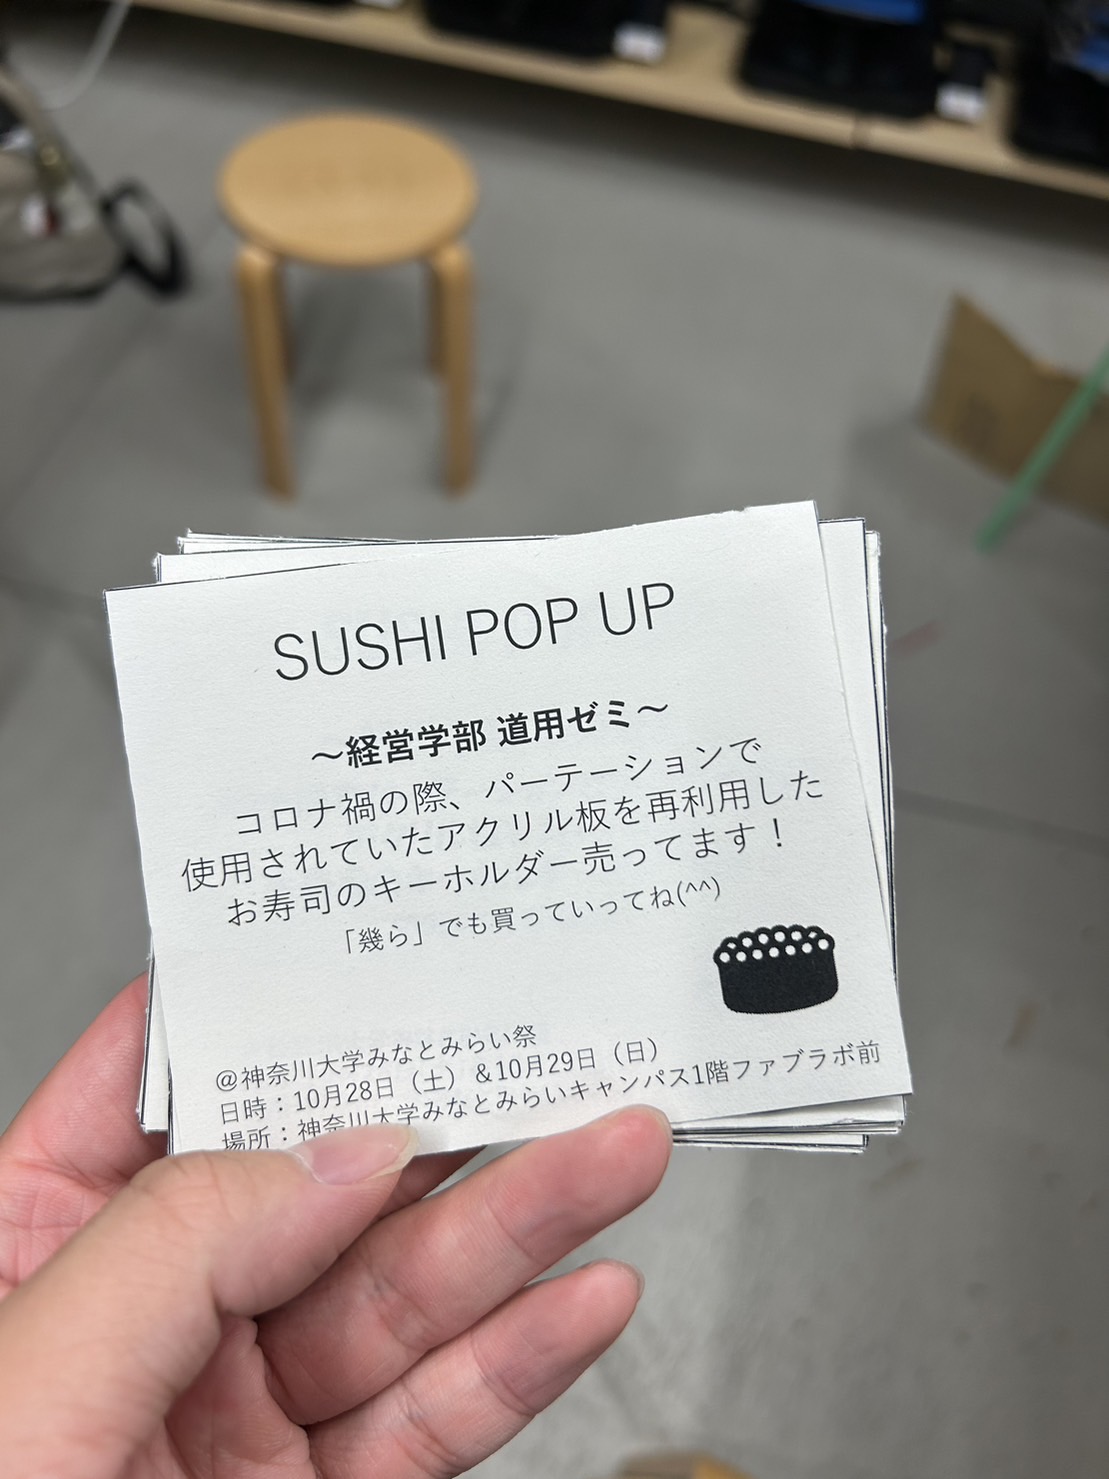 SUSHI POP UP
～経営学部 道用ゼミ～
コロナ禍の際、パーテーションで
使用されていたアクリル板を再利用した
お寿司のキーホルダー売ってます！
「幾ら」でも買っていってね(^^)
@神奈川大学みなとみらい祭
日時：10月28日（土）＆10月29日（日）
場所：神奈川大学みなとみらいキャンパス1階ファブラボ前